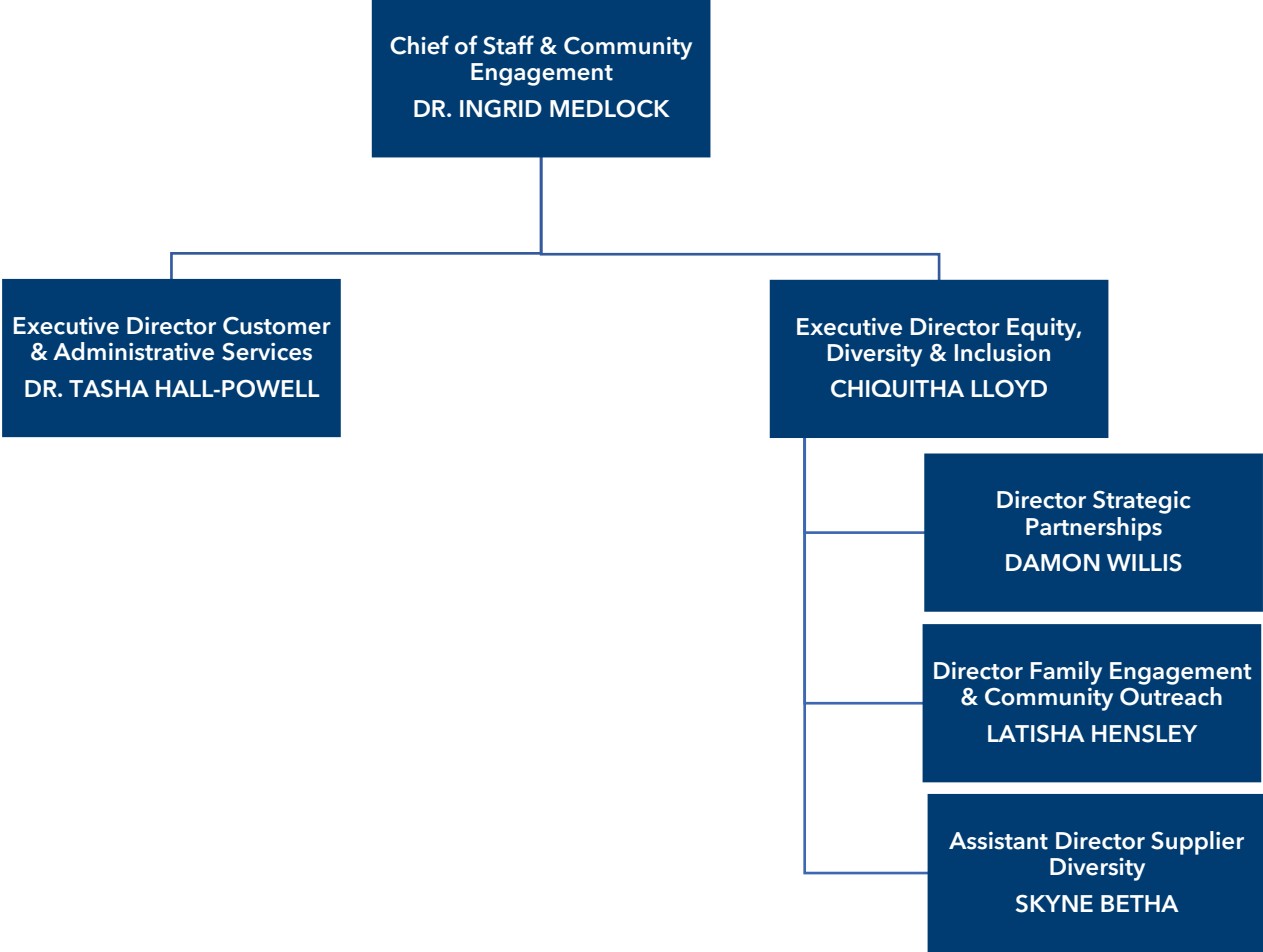 Chief of Staff & Community
Engagement
DR. INGRID MEDLOCK
Executive Director Customer
& Administrative Services
DR. TASHA HALL-POWELL
Executive Director Equity,
Diversity & Inclusion
CHIQUITHA LLOYD
Director Strategic
Partnerships
DAMON WILLIS
Director Family Engagement
& Community Outreach
LATISHA HENSLEY
Assistant Director Supplier
Diversity
SKYNE BETHA